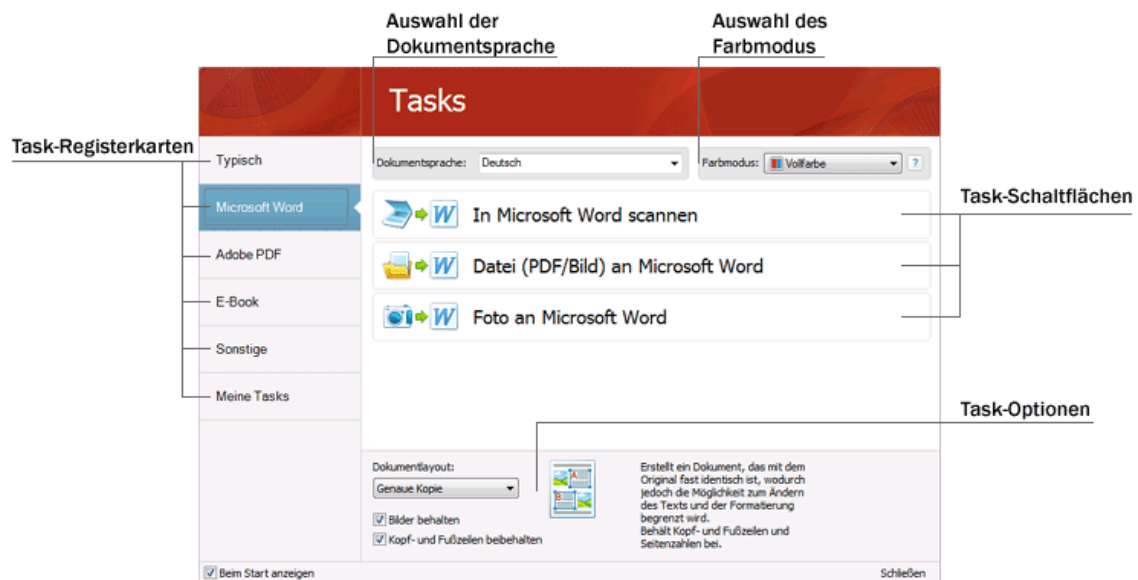 Auswahl der
Dokumentsprache
Auswahl des
Farbmodus
Tasks
Task-Registerkarten
Typisch
Dokumentsprache:
Deutsch
Farbmodus:
Vollfarbe
?
Microsoft Word
In Microsoft Word scannen
Task-Schaltflächen
Adobe PDF
Datei (PDF/Bild) an Microsoft Word
E-Book
Foto an Microsoft Word
Sonstige
Meine Tasks
Task-Optionen
Dokumentlayout:
Genaue Kopie
Bilder behalten
Kopf- und Fußzeilen beibehalten
A
B
Erstellt ein Dokument, das mit dem
Original fast identisch ist, wodurch
jedoch die Möglichkeit zum Ändern
des Texts und der Formatierung
begrenzt wird.
Behält Kopf- und Fußzeilen und
Seitenzahlen bei.
Beim Start anzeigen
Schließen